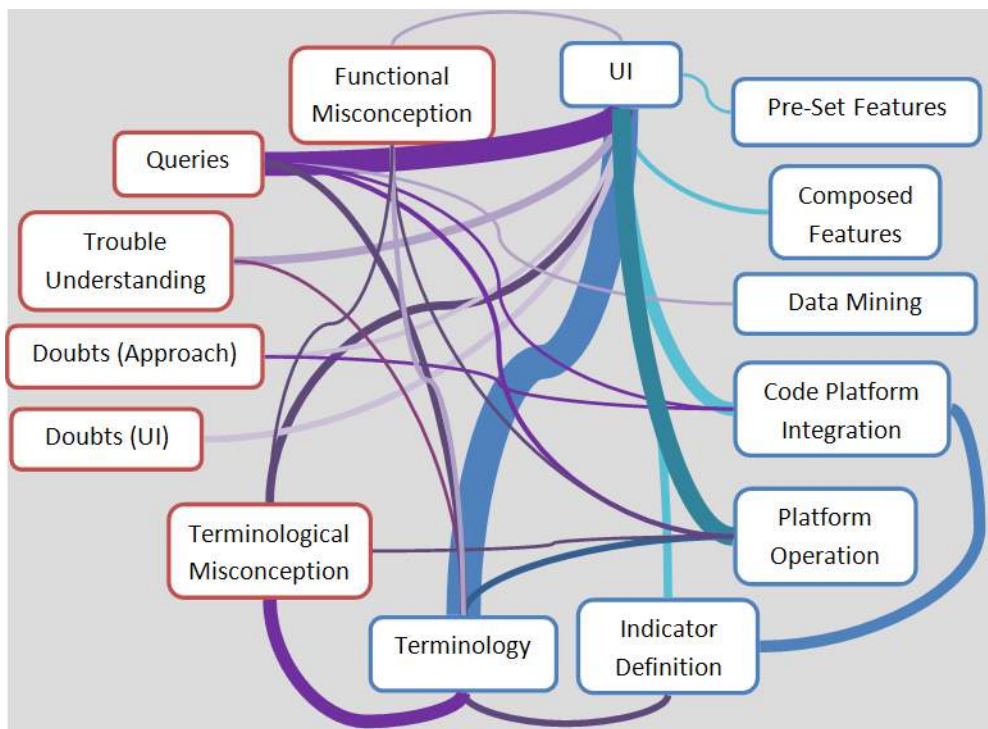 Functional
Misconception
UI
Pre-Set Features
Queries
Composed
Features
Trouble
Understanding
Data Mining
Doubts (Approach)
Code Platform
Integration
Doubts (UI)
Platform
Operation
Terminological
Misconception
Terminology
Indicator
Definition